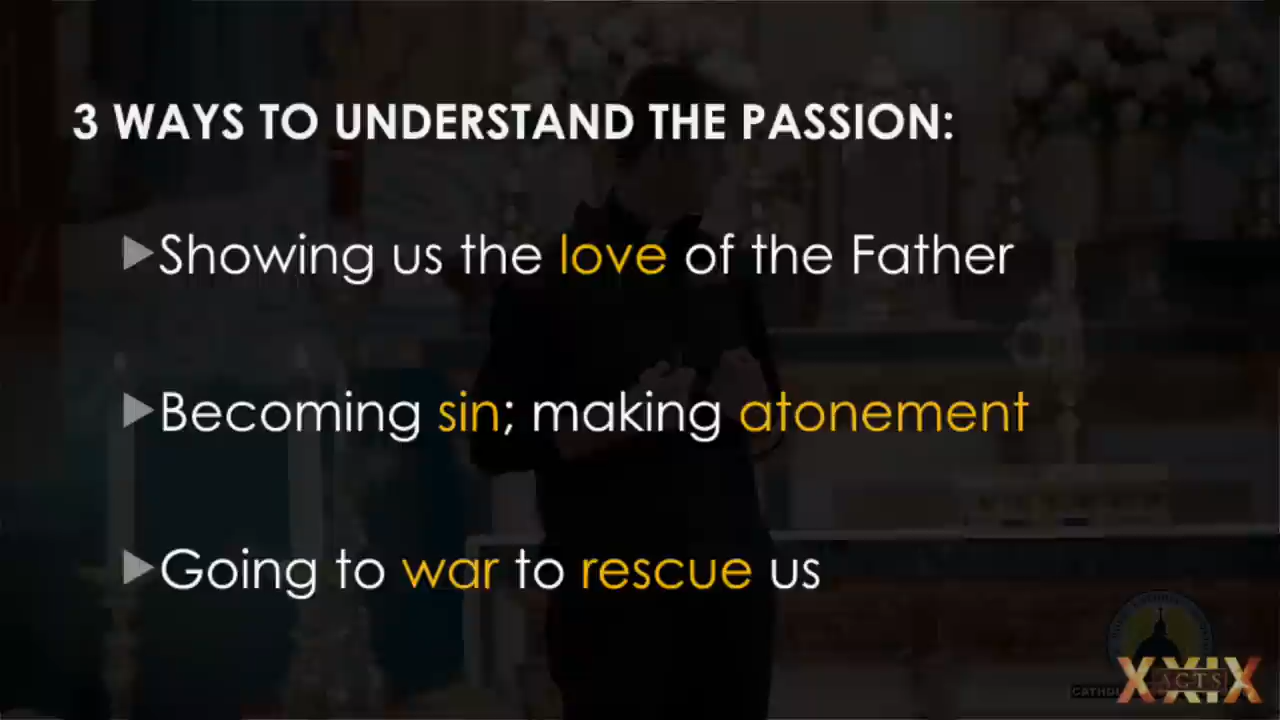 3 WAYS TO UNDERSTAND THE PASSION:
Showing us the love of the Father
Becoming sin; making atonement
Going to war to rescue us
XXIX
ACTS